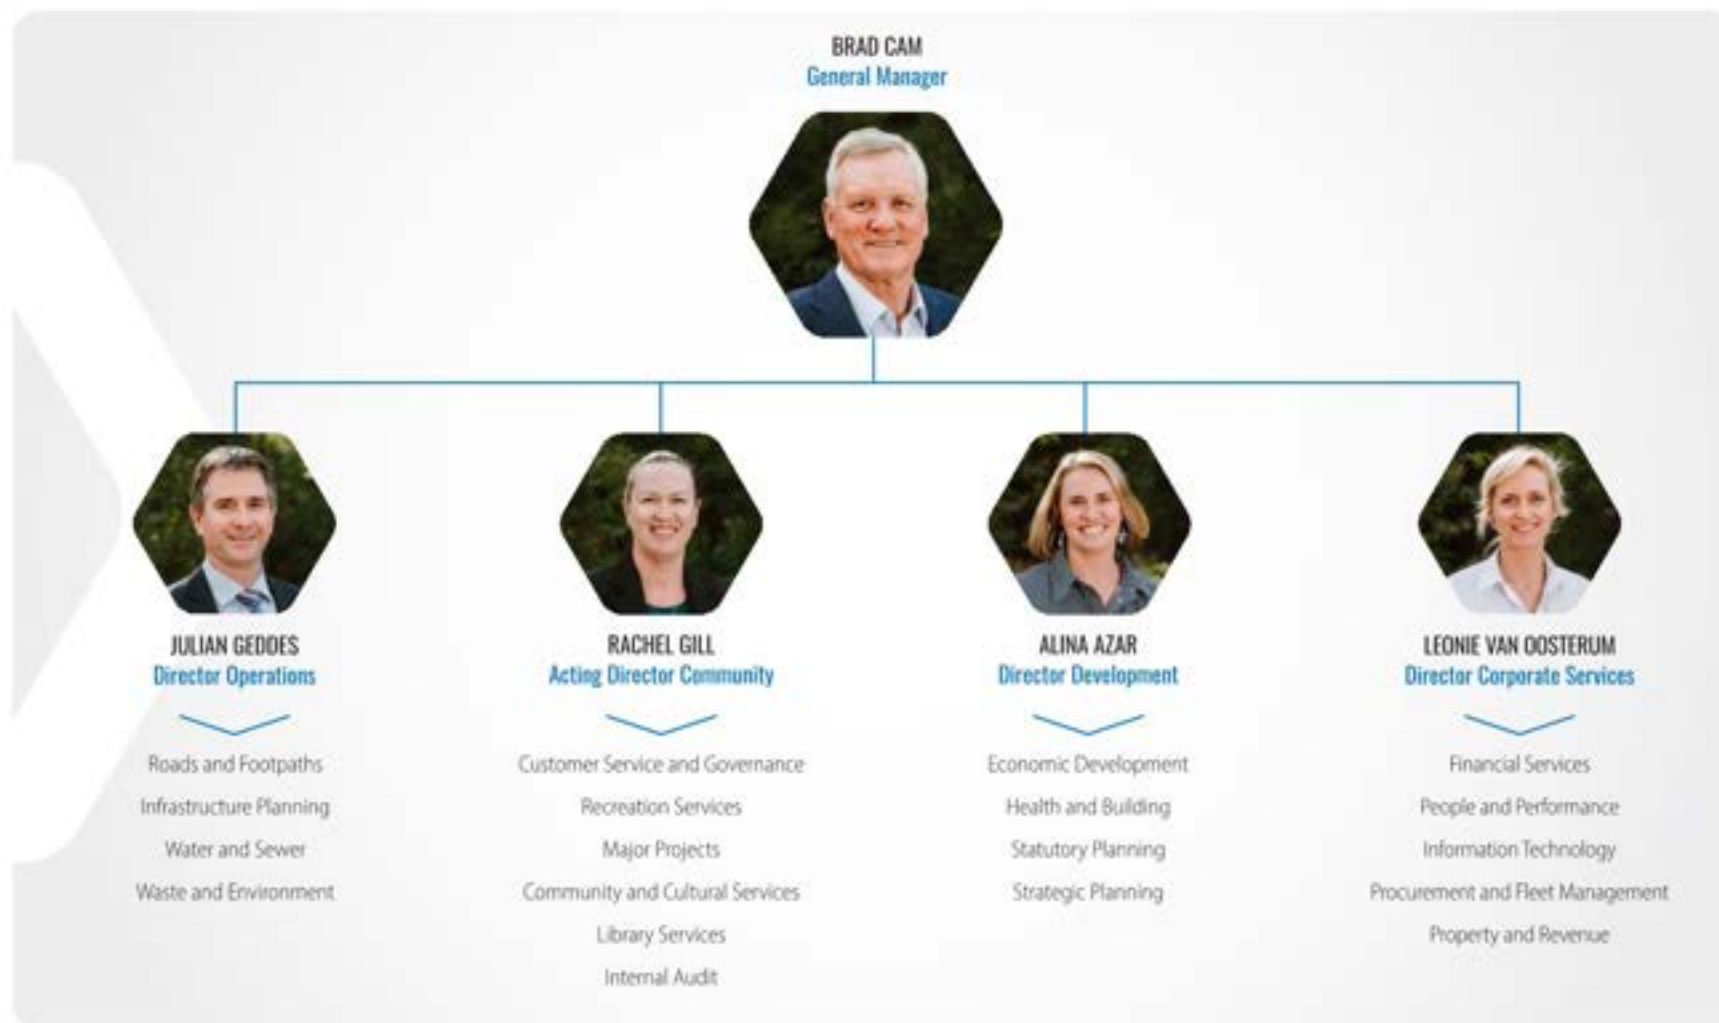 BRAD CAM
General Manager
JULIAN GEDDES
Director Operations
Roads and Footpaths
Infrastructure Planning
Water and Sewer
Waste and Environment
RACHEL GILL
Acting Director Community
Customer Service and Governance
Recreation Services
Major Projects
Community and Cultural Services
Library Services
Internal Audit
ALINA AZAR
Director Development
Economic Development
Health and Building
Statutory Planning
Strategic Planning
LEONIE VAN OOSTERUM
Director Corporate Services
Financial Services
People and Performance
Information Technology
Procurement and Fleet Management
Property and Revenue